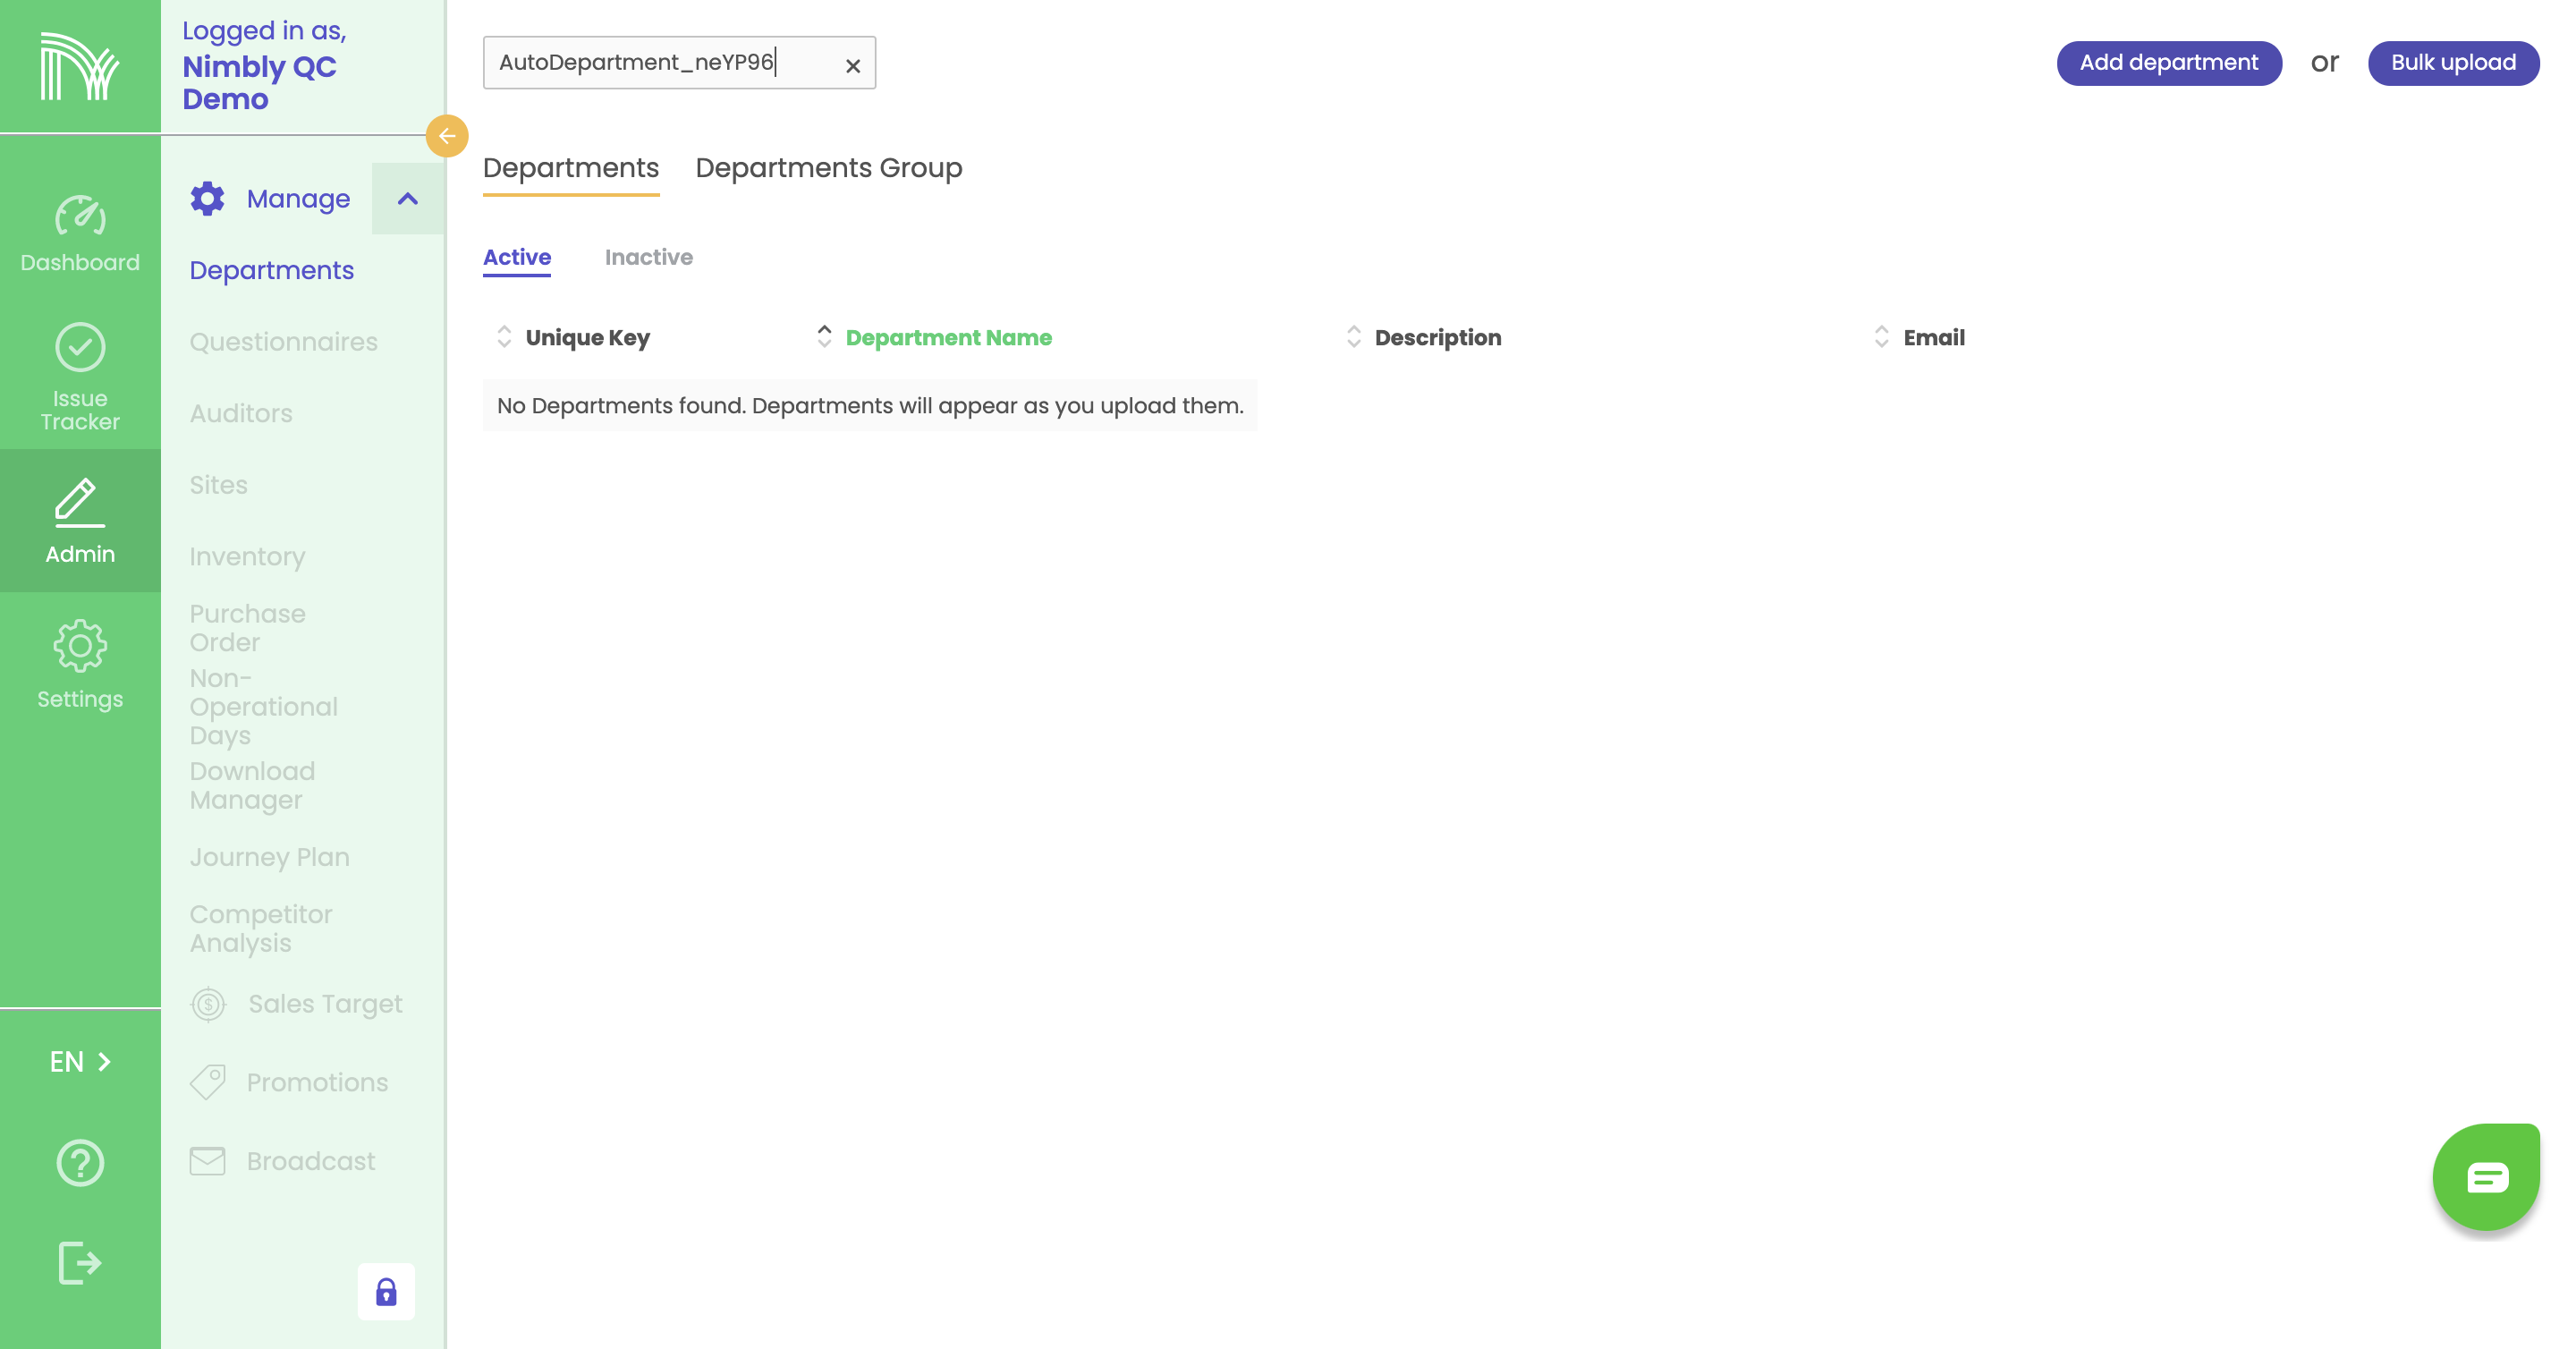 Logged in as,
Nimbly QC
Demo
Dashboard
Issue
Tracker
Admin
Settings
EN
Manage
Departments
Questionnaires
Auditors
Sites
Inventory
Purchase
Order
Non-
Operational
Days
Download
Manager
Journey Plan
Competitor
Analysis
Sales Target
Promotions
Broadcast
AutoDepartment_neYP96
Add department or Bulk upload
Departments Departments Group
Active Inactive
Unique Key Department Name Description Email
No Departments found. Departments will appear as you upload them.